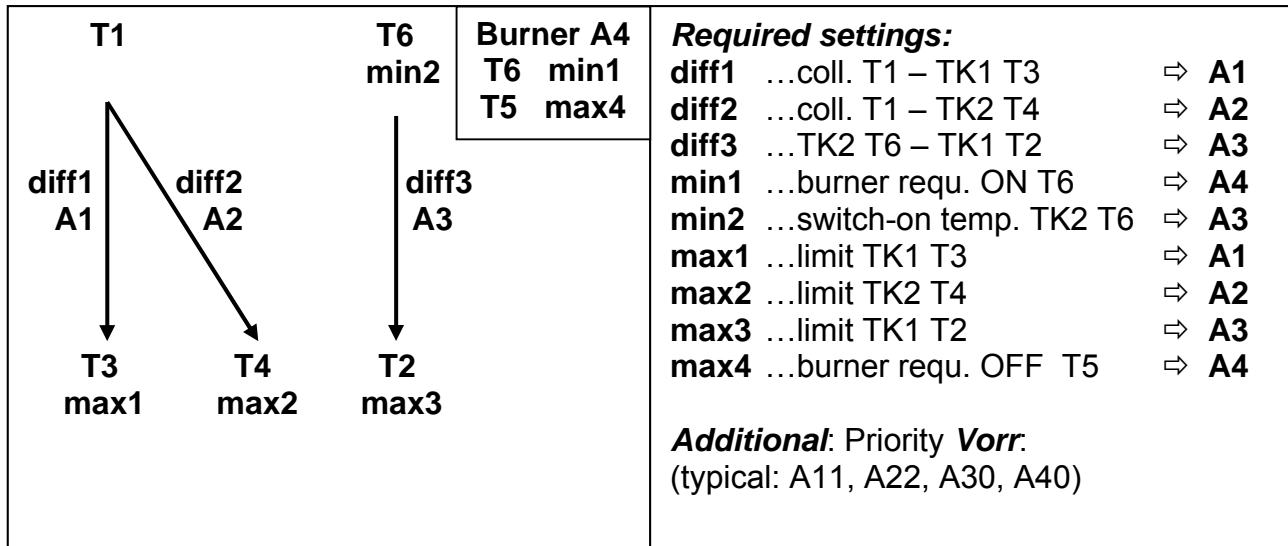 T1 T6 Burner A4
min2 T6 min1
T5 max4
diff1 diff2 diff3
A1 A2 A3
T3 T4 T2
max1 max2 max3
Required settings:
diff1 …coll. T1 – TK1 T3 ⇨ A1
diff2 …coll. T1 – TK2 T4 ⇨ A2
diff3 …TK2 T6 – TK1 T2 ⇨ A3
min1 …burner requ. ON T6 ⇨ A4
min2 …switch-on temp. TK2 T6 ⇨ A3
max1 …limit TK1 T3 ⇨ A1
max2 …limit TK2 T4 ⇨ A2
max3 …limit TK1 T2 ⇨ A3
max4 …burner requ. OFF T5 ⇨ A4
Additional: Priority Vorr:
(typical: A11, A22, A30, A40)